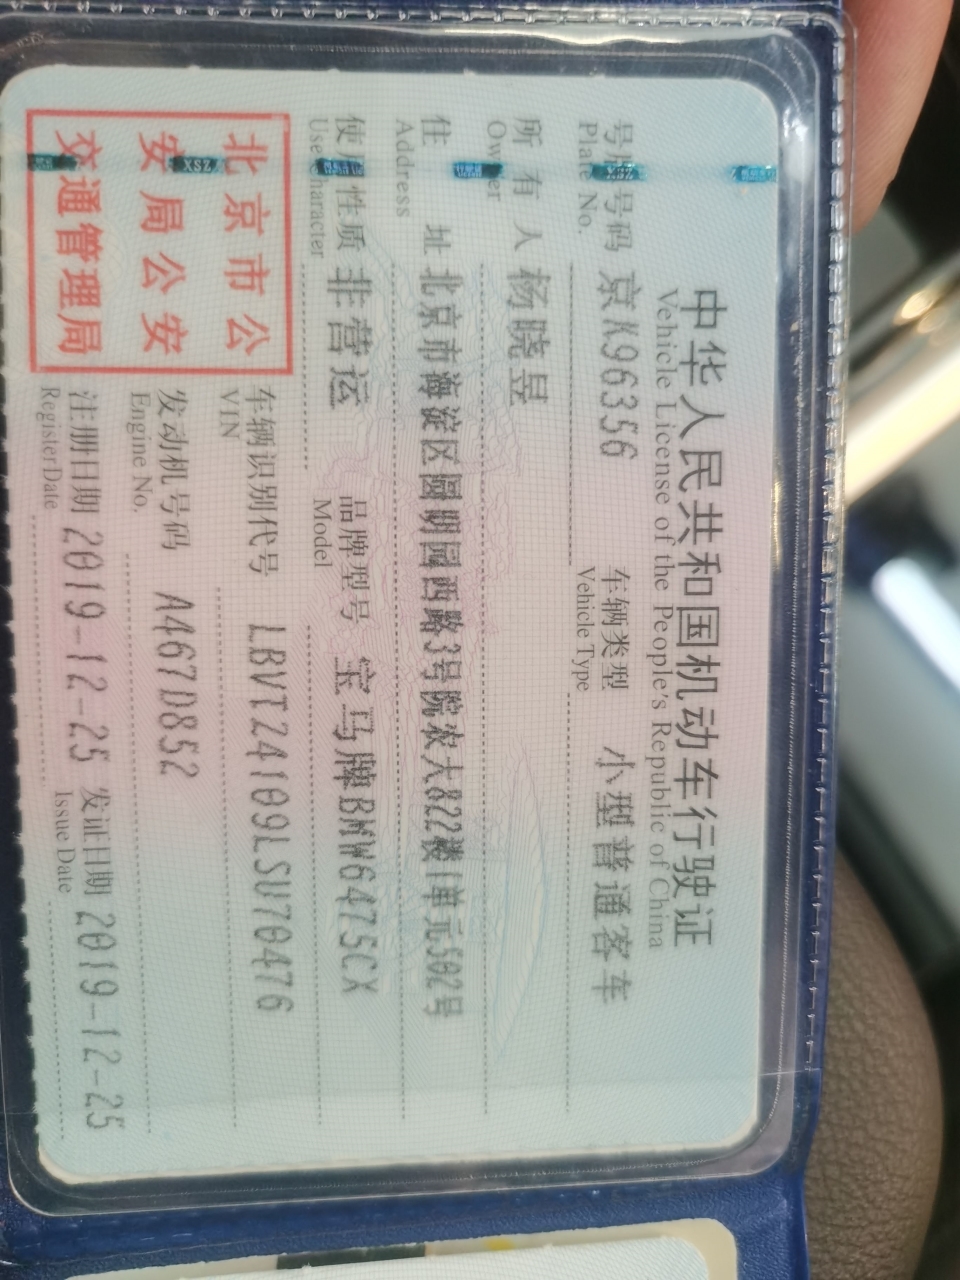 中华人民共和国机动车行驶证
Vehicle License of the People's Republic of China
号牌号码 京K96356 车辆类型 小型普通客车
Plate No. Vehicle Type
所有人 杨晓昱
Owner
住址 北京市海淀区圆明园西路3号院农大822楼1单元502号
Address
使用性质 非营运 品牌型号 宝马牌BMW6475CX
Use Character Model
北京市公安局公安交通管理局
车辆识别代号 LBVTZ4109LSU70476
VIN
发动机号码 A467D852
Engine No.
注册日期 2019-12-25 发证日期 2019-12-25
Register Date Issue Date